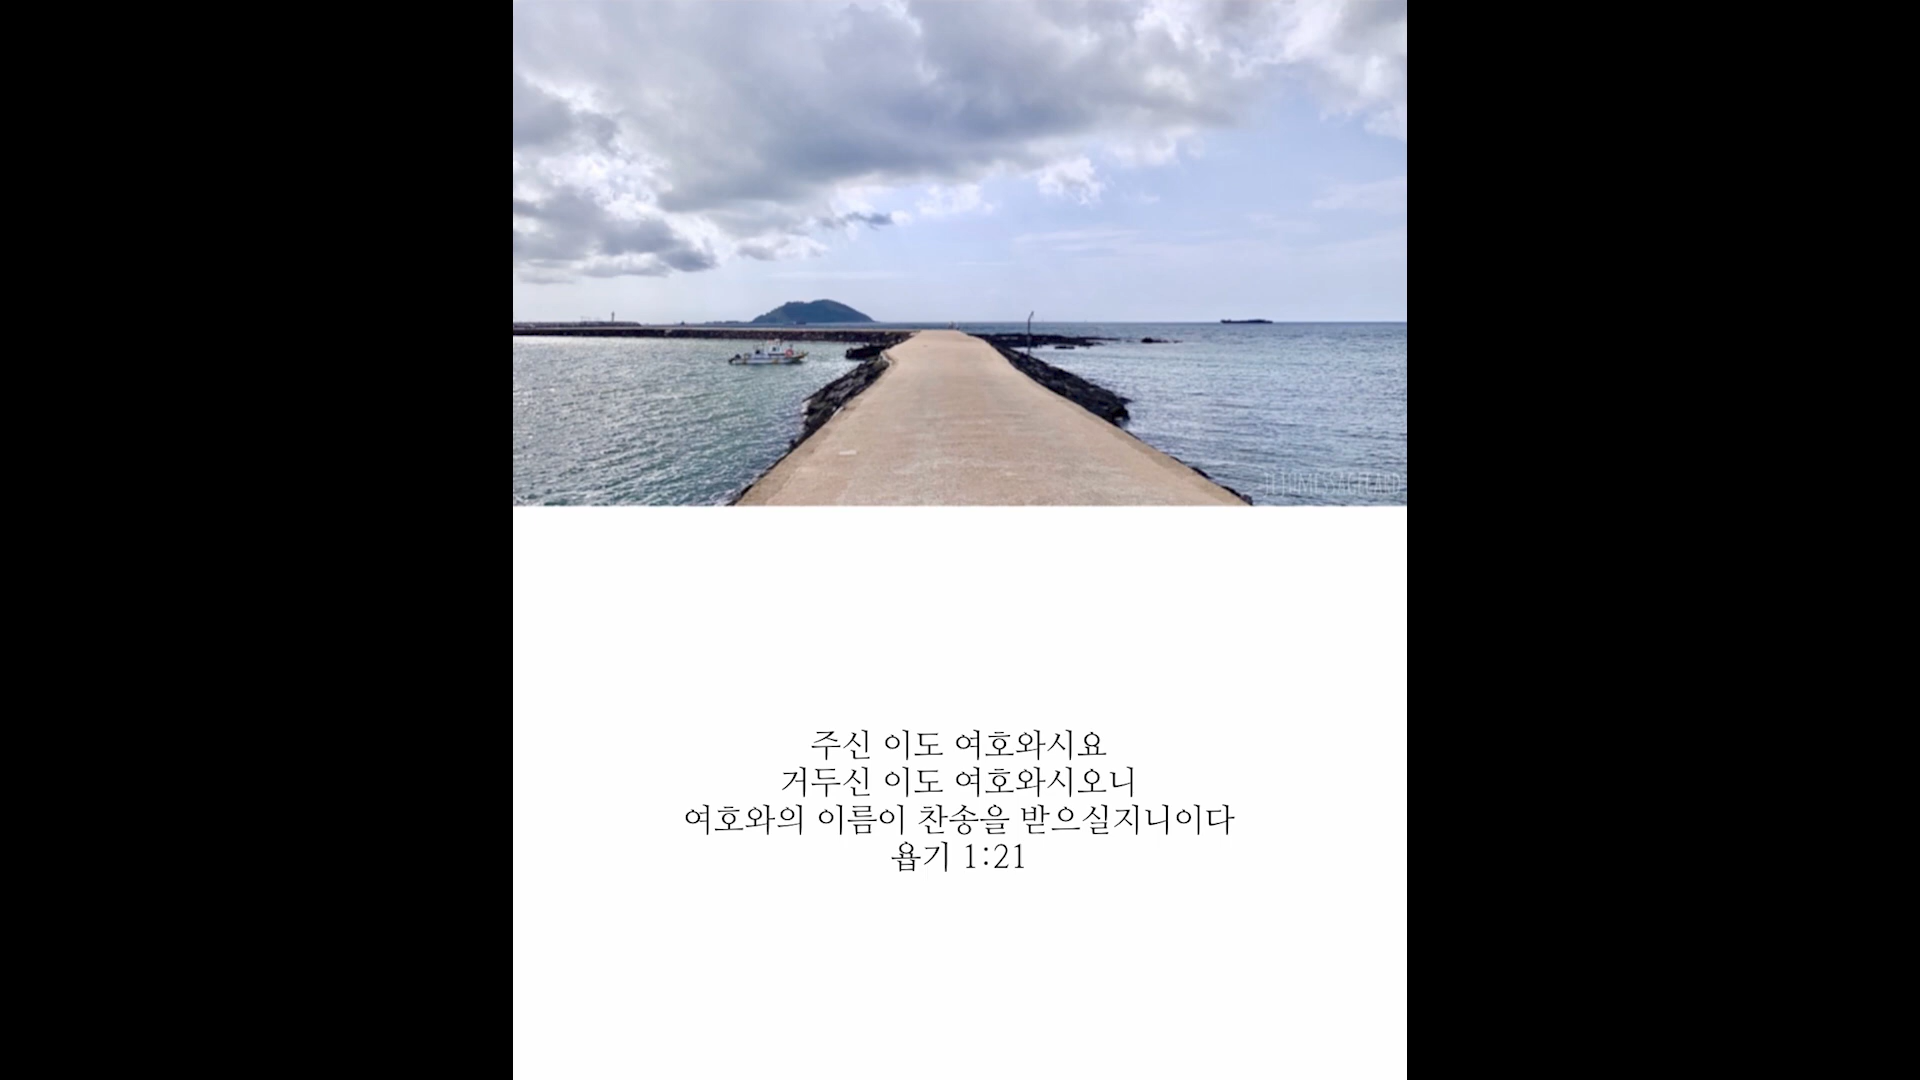 주신 이도 여호와시요
거두신 이도 여호와시오니
여호와의 이름이 찬송을 받으실지니이다
욥기 1:21